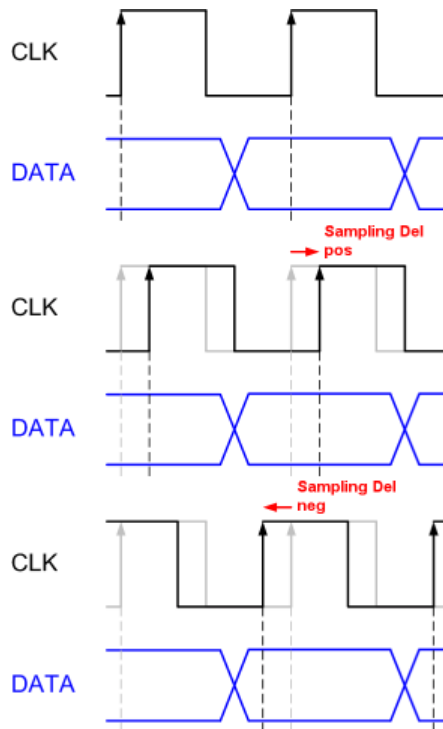 CLK
DATA
Sampling Del
pos
CLK
DATA
Sampling Del
neg
CLK
DATA